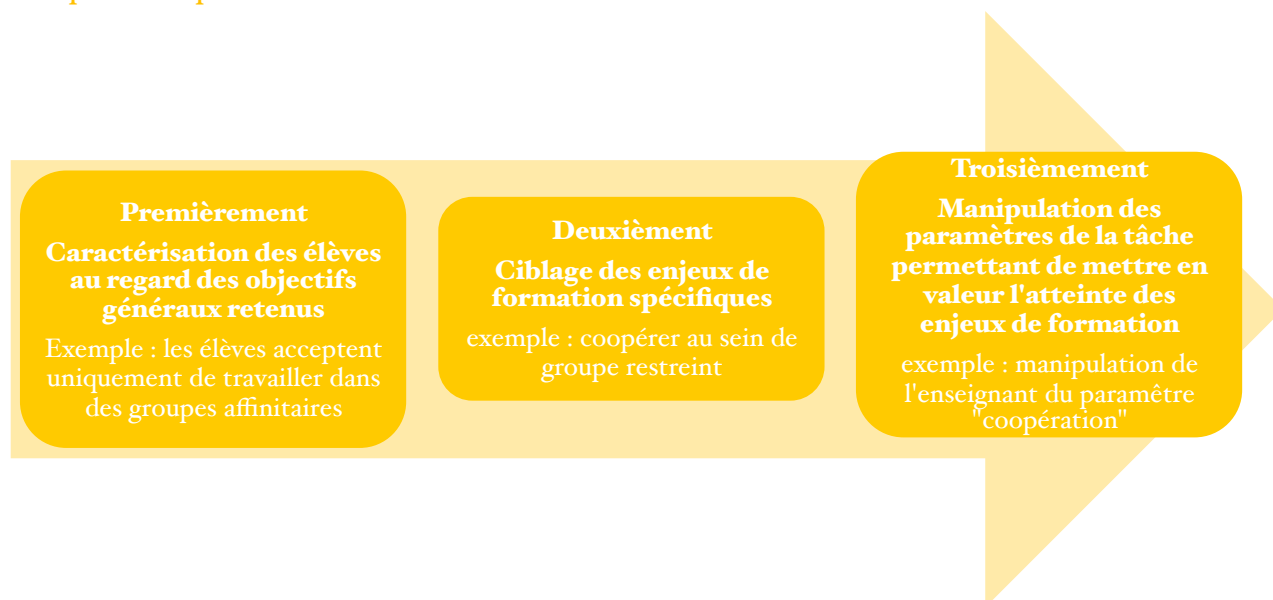 Premièrement
Caractérisation des élèves
au regard des objectifs
généraux retenus
Exemple : les élèves acceptent
uniquement de travailler dans
des groupes affinitaires
Deuxièment
Ciblage des enjeux de
formation spécifiques
exemple : coopérer au sein de
groupe restreint
Troisièmement
Manipulation des
paramètres de la tâche
permettant de mettre en
valeur l'atteinte des
enjeux de formation
exemple : manipulation de
l'enseignant du paramêtre
"coopération"